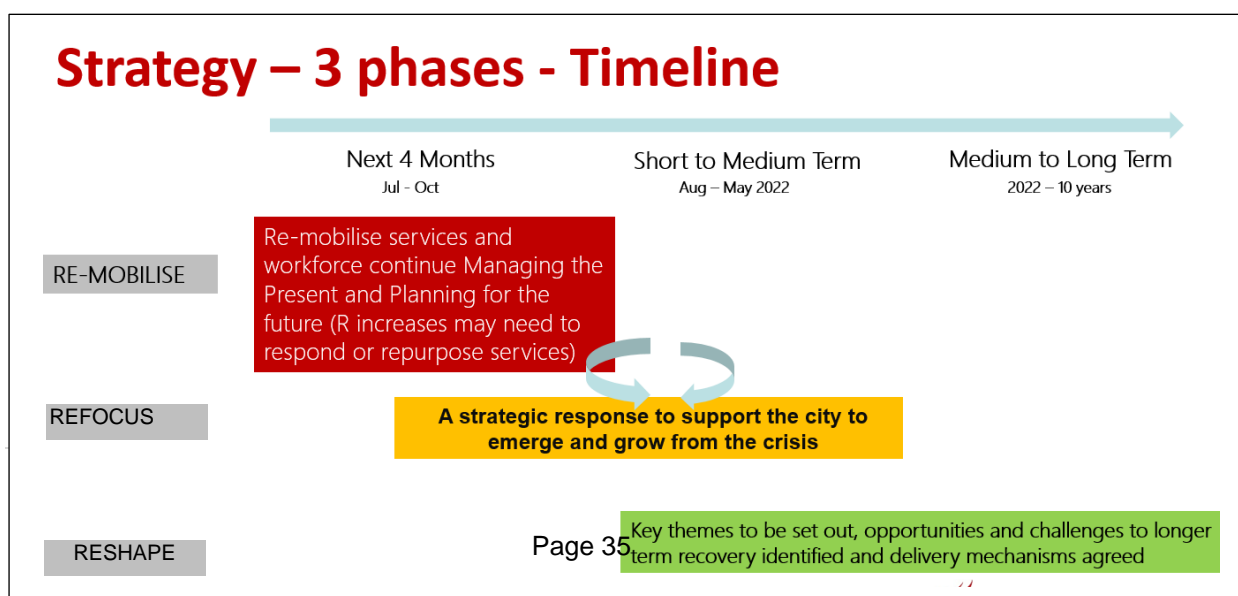 Strategy – 3 phases - Timeline
Next 4 Months
Jul - Oct
Short to Medium Term
Aug – May 2022
Medium to Long Term
2022 – 10 years
RE-MOBILISE
Re-mobilise services and
workforce continue Managing the
Present and Planning for the
future (R increases may need to
respond or repurpose services)
REFOCUS
A strategic response to support the city to
emerge and grow from the crisis
RESHAPE
Key themes to be set out, opportunities and challenges to longer
term recovery identified and delivery mechanisms agreed
Page 35